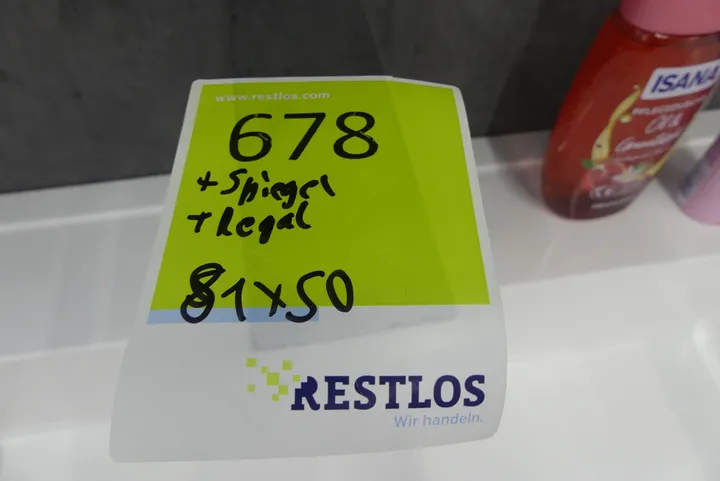 www.restlos.com
678
+ Spiegel
+ Regal
81x50
RESTLOS
Wir handeln.
ISANA